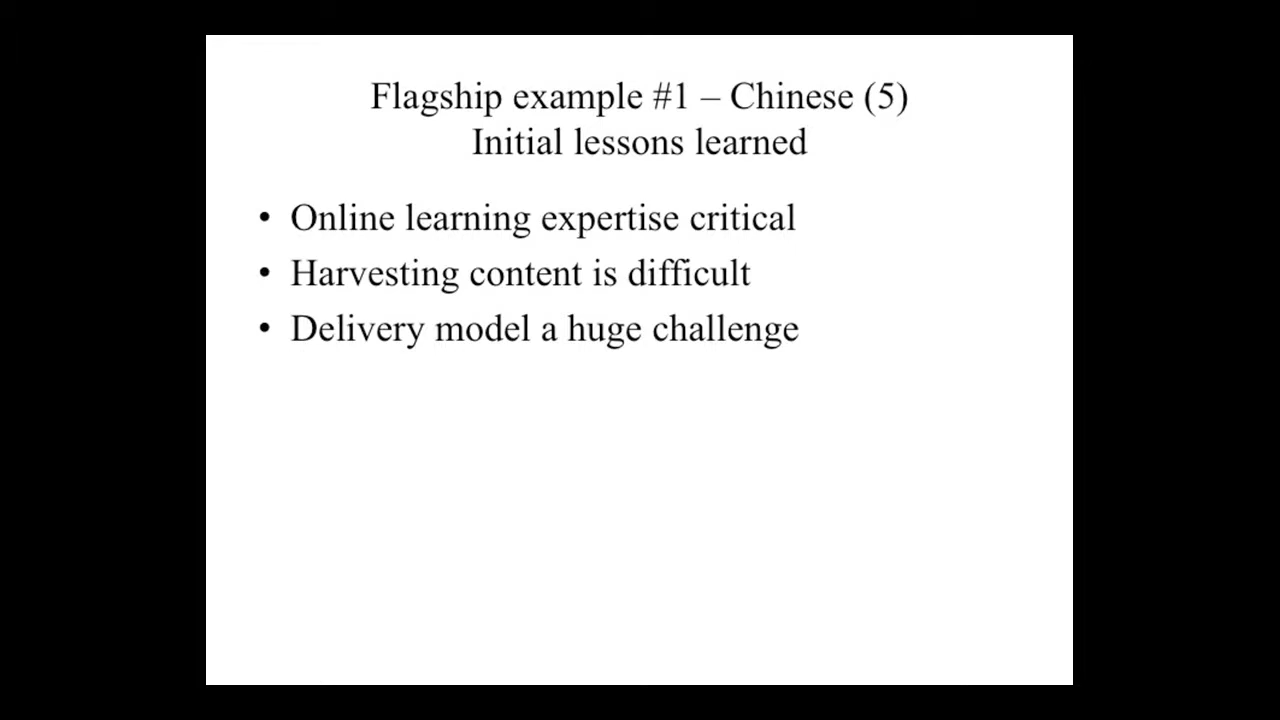 Flagship example #1 – Chinese (5)
Initial lessons learned
• Online learning expertise critical
• Harvesting content is difficult
• Delivery model a huge challenge